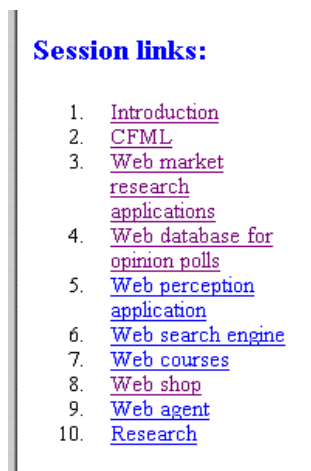 Session links:
1. Introduction
2. CFML
3. Web market
research
applications
4. Web database for
opinion polls
5. Web perception
application
6. Web search engine
7. Web courses
8. Web shop
9. Web agent
10. Research